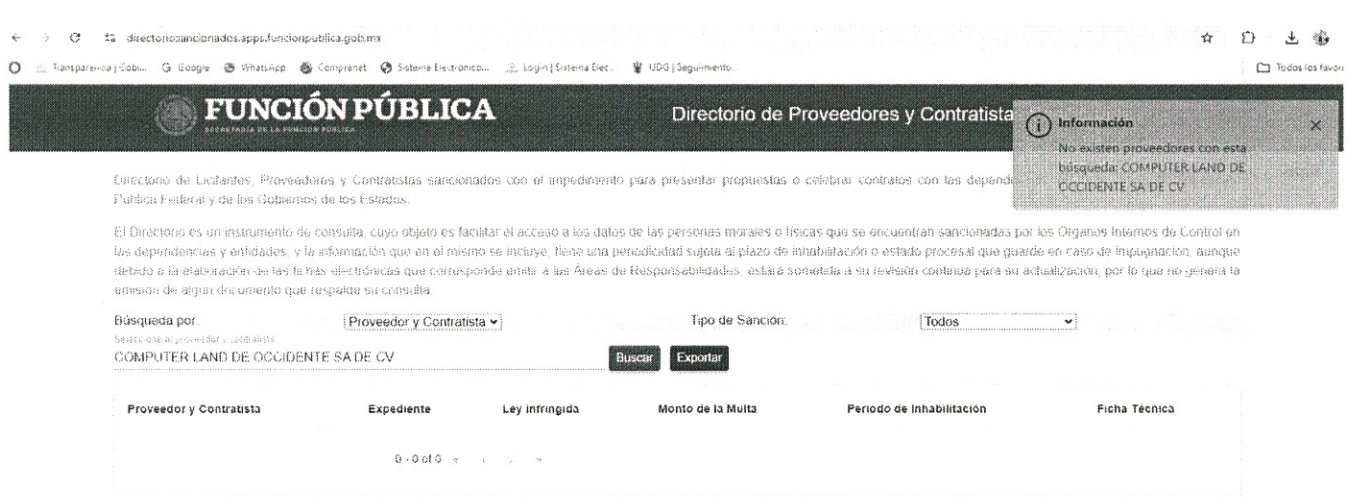 directoriosancionados.apps.funcionpublica.gob.mx
Transparencia | Gobi... Google WhatsApp Compranet Sistema Electronico... Login | Sistema Elec... UDG | Seguimiento... Todos los favori
FUNCIÓN PÚBLICA
SECRETARÍA DE LA FUNCIÓN PÚBLICA
Directorio de Proveedores y Contratista
Información
No existen proveedores con esta
búsqueda: COMPUTER LAND DE
OCCIDENTE SA DE CV
Directorio de Licitantes, Proveedores y Contratistas sancionados con el impedimento para presentar propuestas o celebrar contratos con las depend
Pública Federal y de los Gobiernos de los Estados.
El Directorio es un instrumento de consulta, cuyo objeto es facilitar el acceso a los datos de las personas morales o físicas que se encuentran sancionadas por los Órganos Internos de Control en
las dependencias y entidades, y la información que en el mismo se incluye, tiene una periodicidad sujeta al plazo de inhabilitación o estado procesal que guarde en caso de impugnación, aunque
debido a la elaboración de las fichas electrónicas que corresponde emitir a las Áreas de Responsabilidades, estará sometida a su revisión continua para su actualización, por lo que no genera la
emisión de algún documento que respalde su consulta.
Búsqueda por: Proveedor y Contratista Tipo de Sanción: Todos
Seleccione al proveedor y contratista
COMPUTER LAND DE OCCIDENTE SA DE CV Buscar Exportar
Proveedor y Contratista Expediente Ley infringida Monto de la Multa Periodo de Inhabilitación Ficha Técnica
0 - 0 of 0